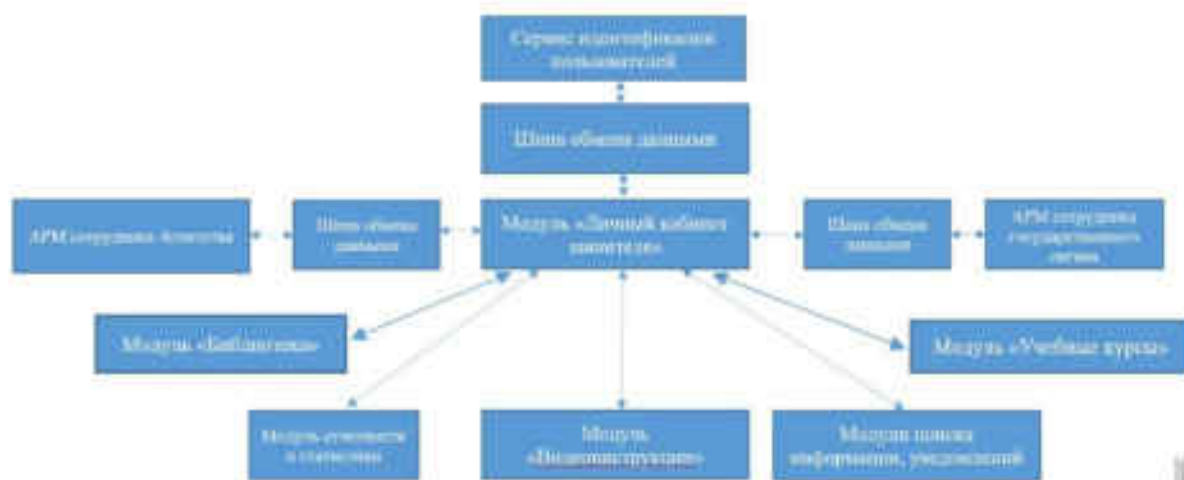 Сервис идентификации
пользователей
Шина обмена данными
АРМ сотрудника Агентства
Шина обмена
данными
Модуль «Личный кабинет
заявителя»
Шина обмена
данными
АРМ сотрудника
государственного
органа
Модуль «Библиотека»
Модуль «Учебные курсы»
Модуль отчетности
и статистики
Модуль
«Видеоинструкции»
Модули поиска
информации, уведомлений